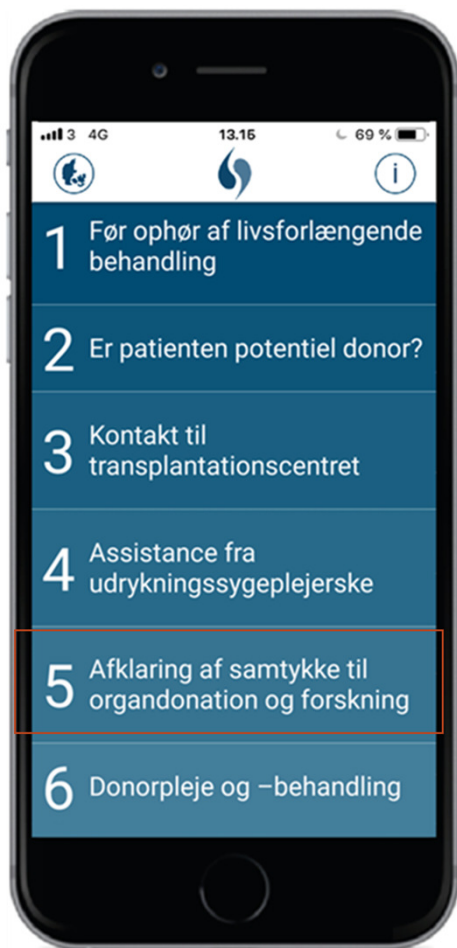 3 4G 13.15 69 %
i
1 Før ophør af livsforlængende
behandling
2 Er patienten potentiel donor?
3 Kontakt til
transplantationscentret
4 Assistance fra
udrykningssygeplejerske
5 Afklaring af samtykke til
organdonation og forskning
6 Donorpleje og –behandling